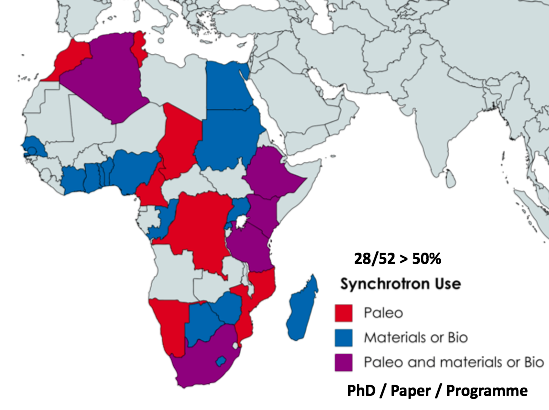 28/52 > 50%
Synchrotron Use
Paleo
Materials or Bio
Paleo and materials or Bio
PhD / Paper / Programme